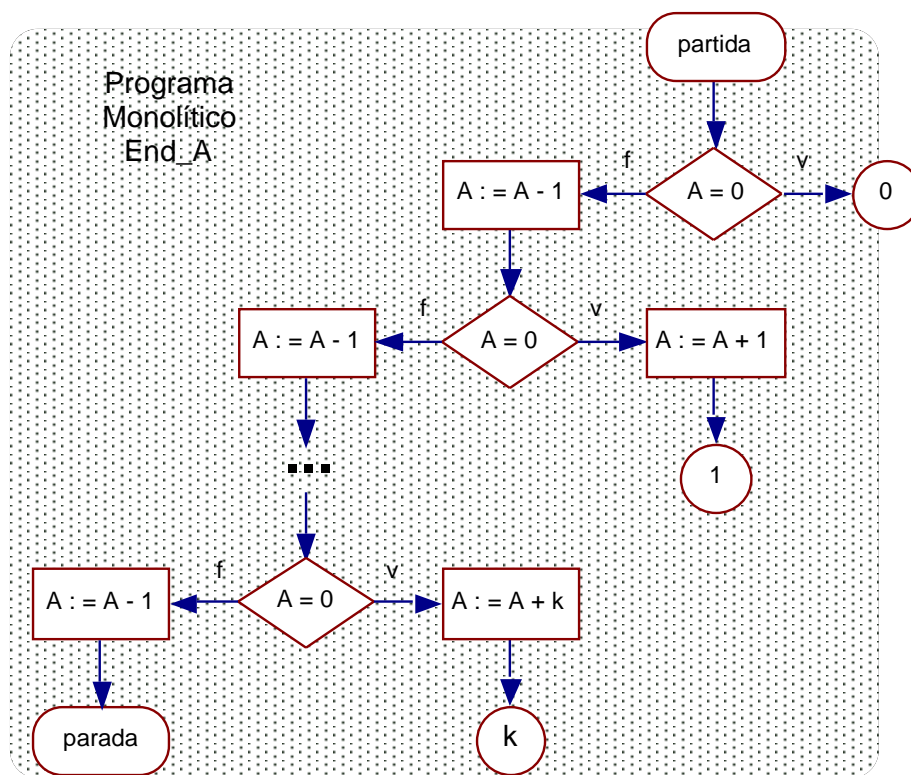 partida
Programa
Monolítico
End_A
f
v
A : = A - 1
A = 0
0
f
v
A : = A - 1
A = 0
A : = A + 1
1
f
v
A : = A - 1
A = 0
A : = A + k
parada
k